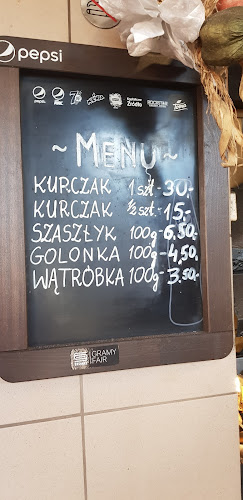 pepsi
~ MENU ~
KURCZAK 1 szt. - 30,-
KURCZAK ½ szt. - 15,-
SZASZŁYK 100g - 6.50,-
GOLONKA 100g - 4.50,-
WĄTRÓBKA 100g - 3.50,-
GRAMY
FAIR